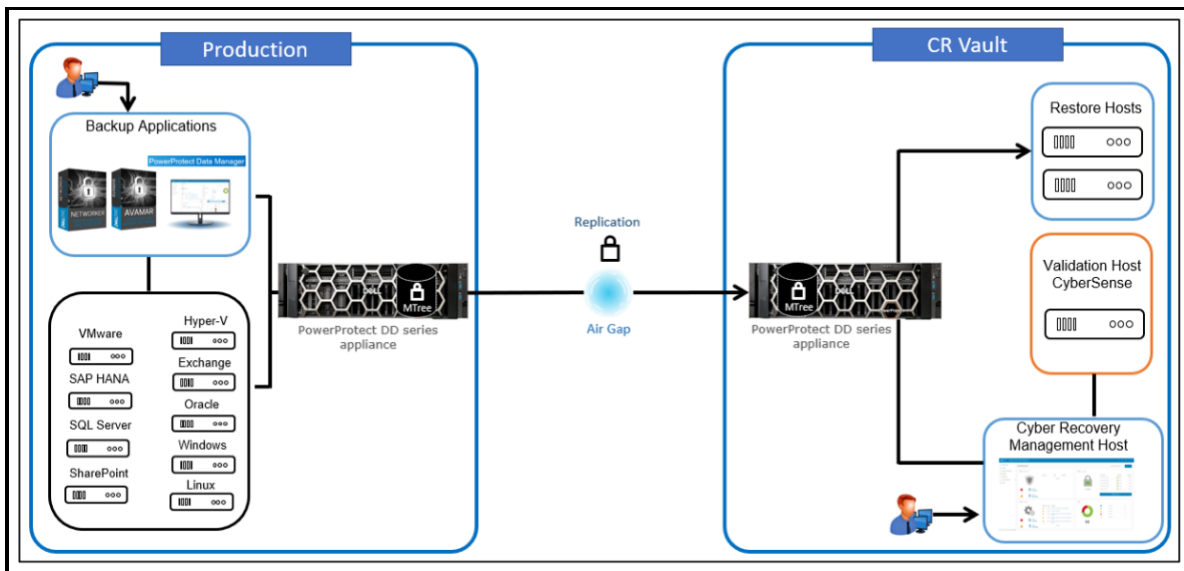 Production
Backup Applications
PowerProtect Data Manager
NETWORKER
AVAMAR
VMware
SAP HANA
SQL Server
SharePoint
Hyper-V
Exchange
Oracle
Windows
Linux
DELL
MTree
PowerProtect DD series
appliance
Replication
Air Gap
CR Vault
MTree
DELL
PowerProtect DD series
appliance
Restore Hosts
Validation Host
CyberSense
Cyber Recovery
Management Host